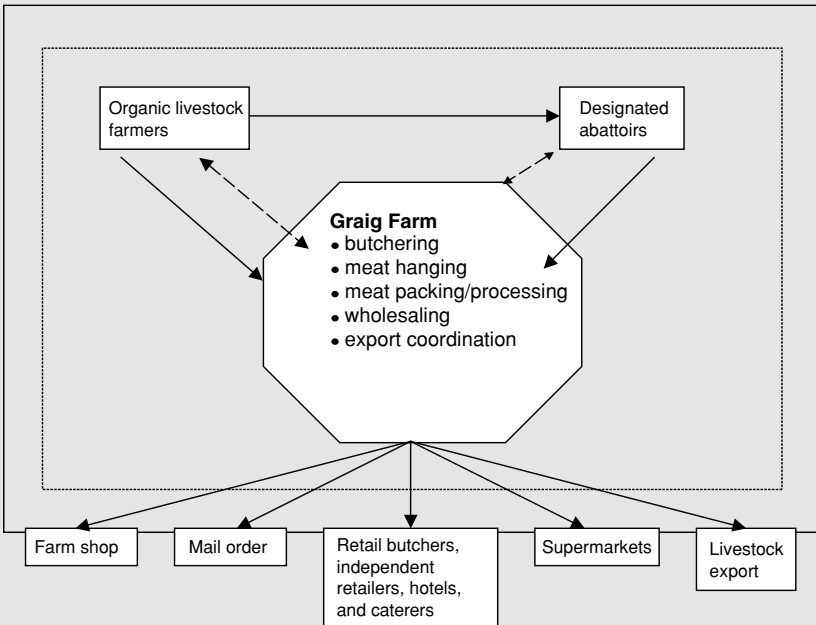 Organic livestock
farmers
Designated
abattoirs
Graig Farm
• butchering
• meat hanging
• meat packing/processing
• wholesaling
• export coordination
Farm shop
Mail order
Retail butchers,
independent
retailers, hotels,
and caterers
Supermarkets
Livestock
export